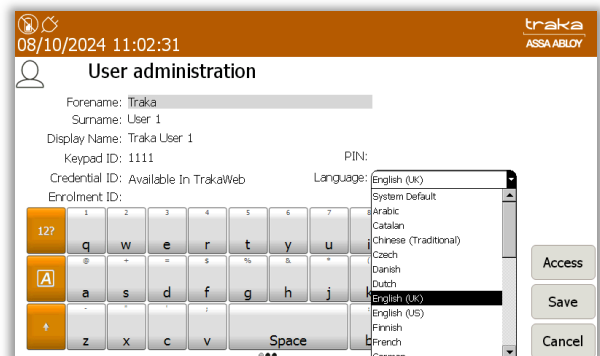 traka
08/10/2024 11:02:31
ASSA ABLOY
User administration
Forename: Traka
Surname: User 1
Display Name: Traka User 1
Keypad ID: 1111
PIN:
Credential ID: Available In TrakaWeb
Language: English (UK)
Enrolment ID:
System Default
Arabic
Catalan
Chinese (Traditional)
Czech
Danish
Dutch
English (UK)
English (US)
Finnish
French
German
12?
1 2 3 4 5 6 7 8
q w e r t y u i
A
@ + = $ % & * (
a s d f g h j k
- " ' ;
z x c v Space b
Access
Save
Cancel